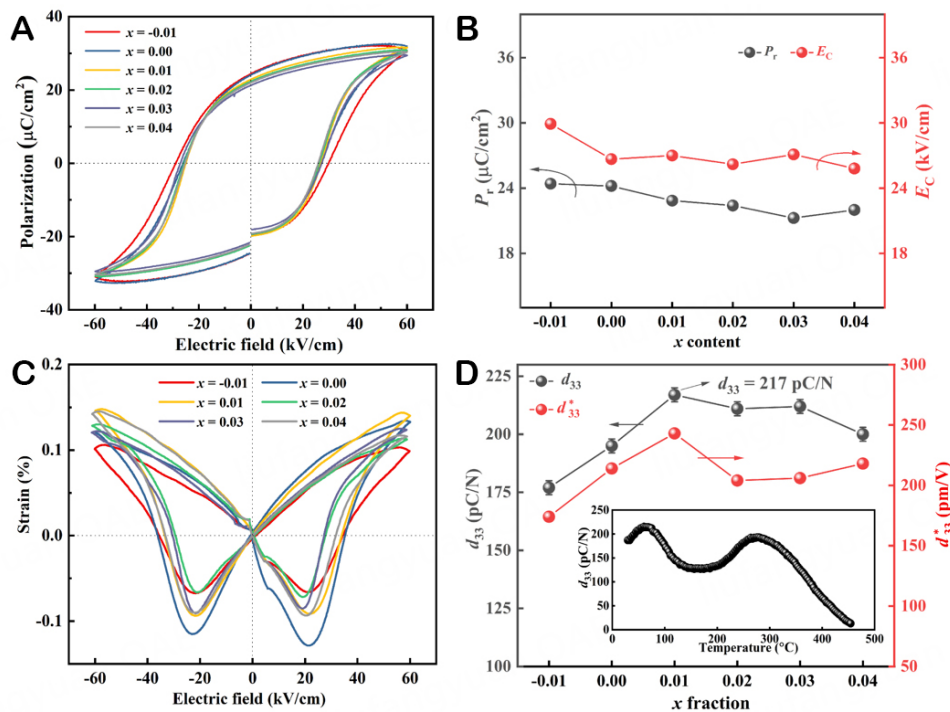 A
40
20
0
-20
-40
Polarization (μC/cm²)
x = -0.01
x = 0.00
x = 0.01
x = 0.02
x = 0.03
x = 0.04
-60 -40 -20 0 20 40 60
Electric field (kV/cm)
B
36
30
24
18
Pr (μC/cm²)
Pr EC
36
30
24
18
EC (kV/cm)
-0.01 0.00 0.01 0.02 0.03 0.04
x content
C
0.2
0.1
0.0
-0.1
Strain (%)
x = -0.01 x = 0.00
x = 0.01 x = 0.02
x = 0.03 x = 0.04
-60 -40 -20 0 20 40 60
Electric field (kV/cm)
D
225
200
175
150
125
100
d33 (pC/N)
d33
d*33
d33 = 217 pC/N
300
250
200
150
100
50
d*33 (pm/V)
200
150
100
50
0
d33 (pC/N)
0 100 200 300 400 500
Temperature (°C)
-0.01 0.00 0.01 0.02 0.03 0.04
x fraction